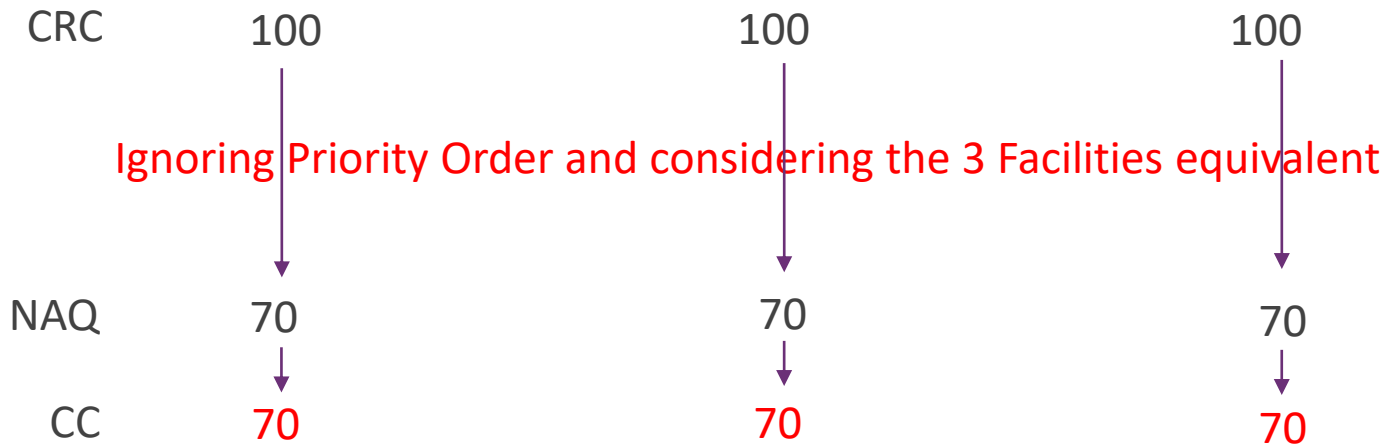 CRC 100 100 100
Ignoring Priority Order and considering the 3 Facilities equivalent
NAQ 70 70 70
CC 70 70 70